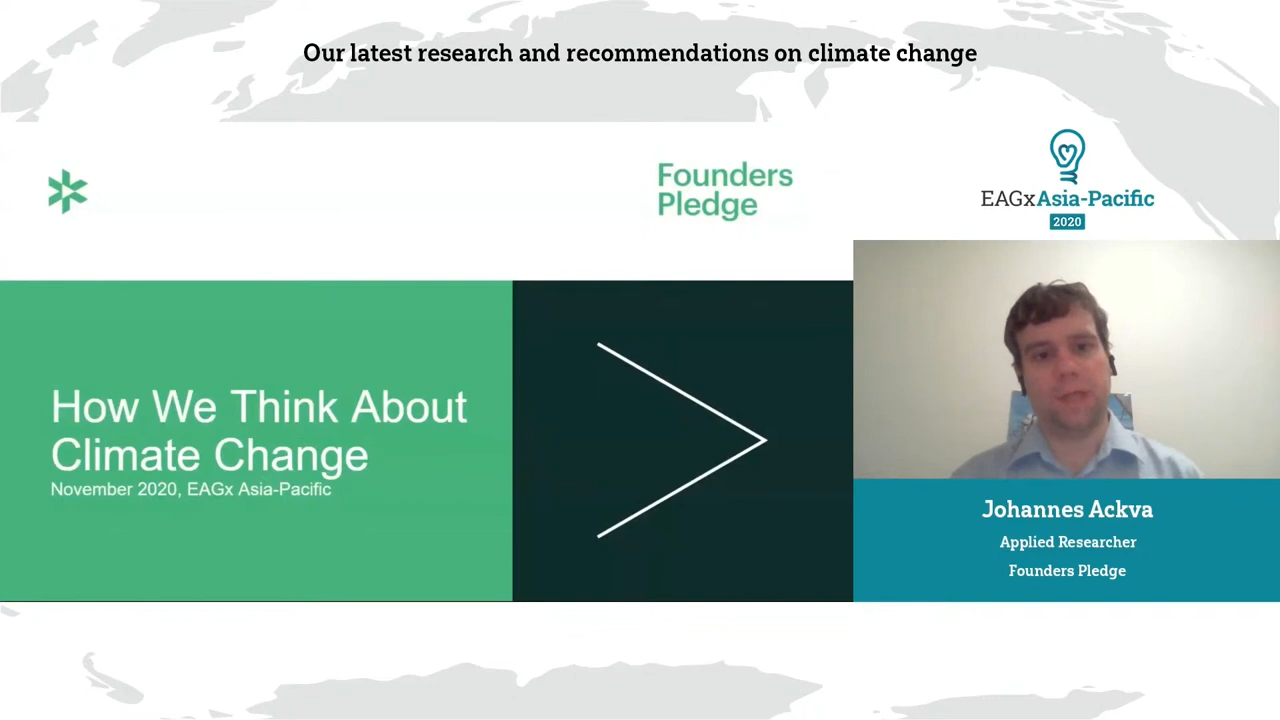 Our latest research and recommendations on climate change
Founders
Pledge
EAGxAsia-Pacific
2020
How We Think About
Climate Change
November 2020, EAGx Asia-Pacific
Johannes Ackva
Applied Researcher
Founders Pledge